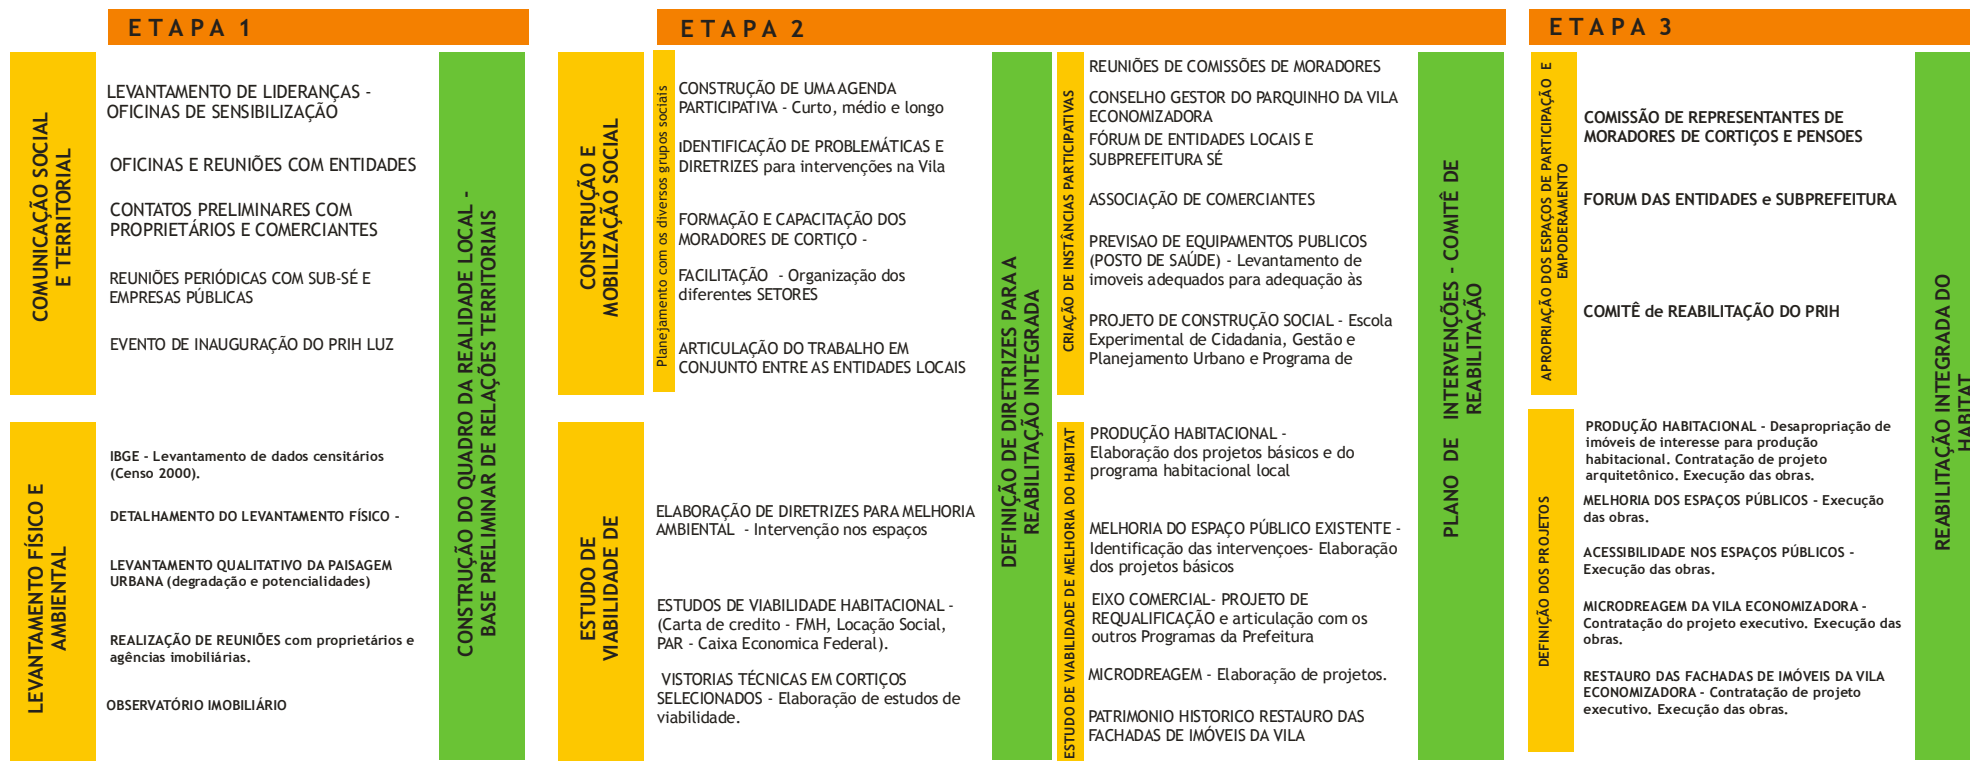 ETAPA 1
COMUNICAÇÃO SOCIAL
E TERRITORIAL
LEVANTAMENTO DE LIDERANÇAS -
OFICINAS DE SENSIBILIZAÇÃO
OFICINAS E REUNIÕES COM ENTIDADES
CONTATOS PRELIMINARES COM
PROPRIETÁRIOS E COMERCIANTES
REUNIÕES PERIÓDICAS COM SUB-SÉ E
EMPRESAS PÚBLICAS
EVENTO DE INAUGURAÇÃO DO PRIH LUZ
LEVANTAMENTO FÍSICO E
AMBIENTAL
IBGE - Levantamento de dados censitários
(Censo 2000).
DETALHAMENTO DO LEVANTAMENTO FÍSICO -
LEVANTAMENTO QUALITATIVO DA PAISAGEM
URBANA (degradação e potencialidades)
REALIZAÇÃO DE REUNIÕES com proprietários e
agências imobiliárias.
OBSERVATÓRIO IMOBILIÁRIO
CONSTRUÇÃO DO QUADRO DA REALIDADE LOCAL -
BASE PRELIMINAR DE RELAÇÕES TERRITORIAIS
ETAPA 2
CONSTRUÇÃO E
MOBILIZAÇÃO SOCIAL
Planejamento com os diversos grupos sociais
CONSTRUÇÃO DE UMA AGENDA
PARTICIPATIVA - Curto, médio e longo
IDENTIFICAÇÃO DE PROBLEMÁTICAS E
DIRETRIZES para intervenções na Vila
FORMAÇÃO E CAPACITAÇÃO DOS
MORADORES DE CORTIÇO -
FACILITAÇÃO - Organização dos
diferentes SETORES
ARTICULAÇÃO DO TRABALHO EM
CONJUNTO ENTRE AS ENTIDADES LOCAIS
ESTUDO DE
VIABILIDADE DE
ELABORAÇÃO DE DIRETRIZES PARA MELHORIA
AMBIENTAL - Intervenção nos espaços
ESTUDOS DE VIABILIDADE HABITACIONAL -
(Carta de credito - FMH, Locação Social,
PAR - Caixa Economica Federal).
VISTORIAS TÉCNICAS EM CORTIÇOS
SELECIONADOS - Elaboração de estudos de
viabilidade.
DEFINIÇÃO DE DIRETRIZES PARA A
REABILITAÇÃO INTEGRADA
CRIAÇÃO DE INSTÂNCIAS PARTICIPATIVAS
REUNIÕES DE COMISSÕES DE MORADORES
CONSELHO GESTOR DO PARQUINHO DA VILA
ECONOMIZADORA
FÓRUM DE ENTIDADES LOCAIS E
SUBPREFEITURA SÉ
ASSOCIAÇÃO DE COMERCIANTES
PREVISAO DE EQUIPAMENTOS PUBLICOS
(POSTO DE SAÚDE) - Levantamento de
imoveis adequados para adequação às
PROJETO DE CONSTRUÇÃO SOCIAL - Escola
Experimental de Cidadania, Gestão e
Planejamento Urbano e Programa de
ESTUDO DE VIABILIDADE DE MELHORIA DO HABITAT
PRODUÇÃO HABITACIONAL -
Elaboração dos projetos básicos e do
programa habitacional local
MELHORIA DO ESPAÇO PÚBLICO EXISTENTE -
Identificação das intervençoes- Elaboração
dos projetos básicos
EIXO COMERCIAL- PROJETO DE
REQUALIFICAÇÃO e articulação com os
outros Programas da Prefeitura
MICRODREAGEM - Elaboração de projetos.
PATRIMONIO HISTORICO RESTAURO DAS
FACHADAS DE IMÓVEIS DA VILA
PLANO DE INTERVENÇÕES - COMITÊ DE
REABILITAÇÃO
ETAPA 3
APROPRIAÇÃO DOS ESPAÇOS DE PARTICIPAÇÃO E
EMPODERAMENTO
COMISSÃO DE REPRESENTANTES DE
MORADORES DE CORTIÇOS E PENSOES
FORUM DAS ENTIDADES e SUBPREFEITURA
COMITÊ de REABILITAÇÃO DO PRIH
DEFINIÇÃO DOS PROJETOS
PRODUÇÃO HABITACIONAL - Desapropriação de
imóveis de interesse para produção
habitacional. Contratação de projeto
arquitetônico. Execução das obras.
MELHORIA DOS ESPAÇOS PÚBLICOS - Execução
das obras.
ACESSIBILIDADE NOS ESPAÇOS PÚBLICOS -
Execução das obras.
MICRODREAGEM DA VILA ECONOMIZADORA -
Contratação do projeto executivo. Execução das
obras.
RESTAURO DAS FACHADAS DE IMÓVEIS DA VILA
ECONOMIZADORA - Contratação de projeto
executivo. Execução das obras.
REABILITAÇÃO INTEGRADA DO
HABITAT